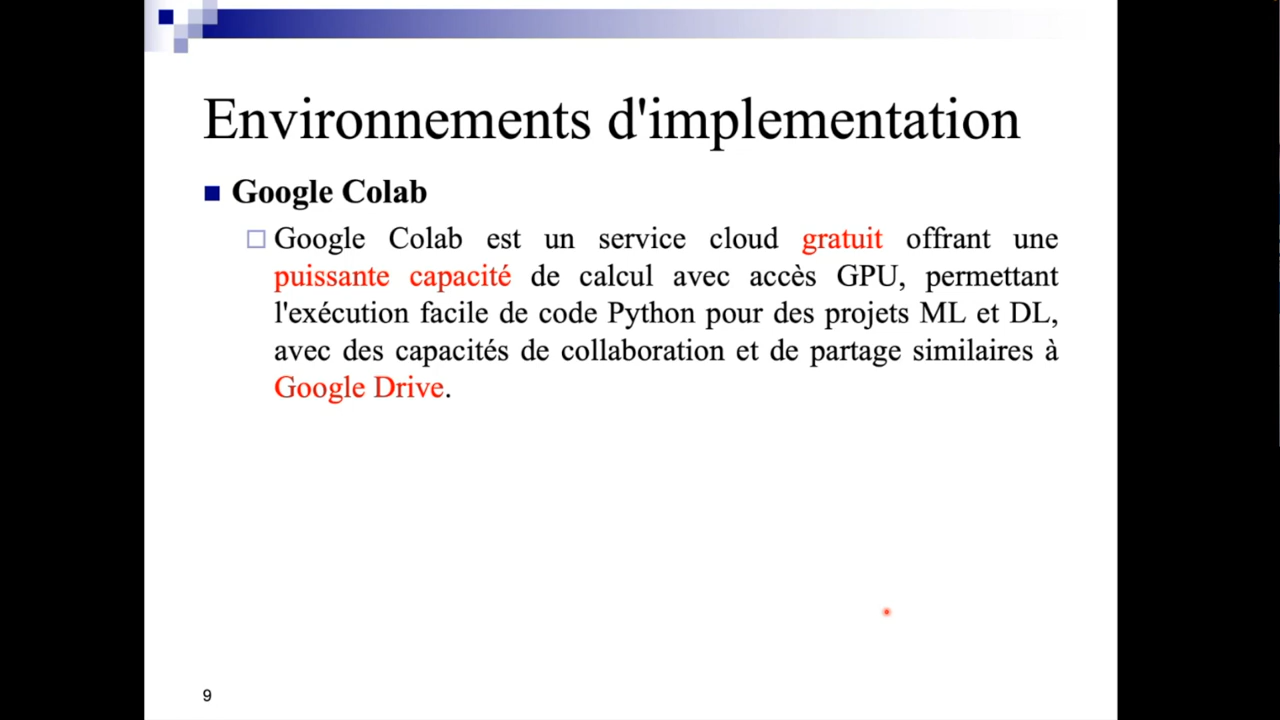 Environnements d'implementation
Google Colab
Google Colab est un service cloud gratuit offrant une
puissante capacité de calcul avec accès GPU, permettant
l'exécution facile de code Python pour des projets ML et DL,
avec des capacités de collaboration et de partage similaires à
Google Drive.
9